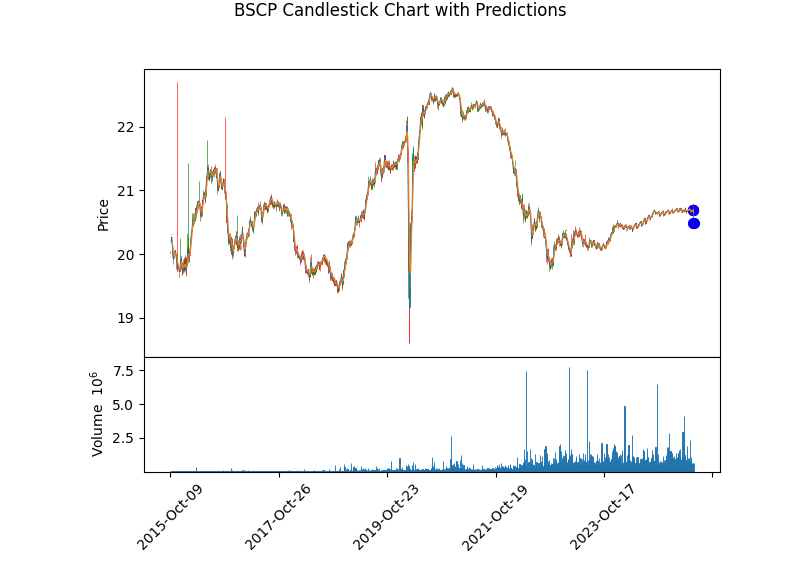 BSCP Candlestick Chart with Predictions
22
21
20
19
Price
7.5
5.0
2.5
Volume 10^6
2015-Oct-09
2017-Oct-26
2019-Oct-23
2021-Oct-19
2023-Oct-17